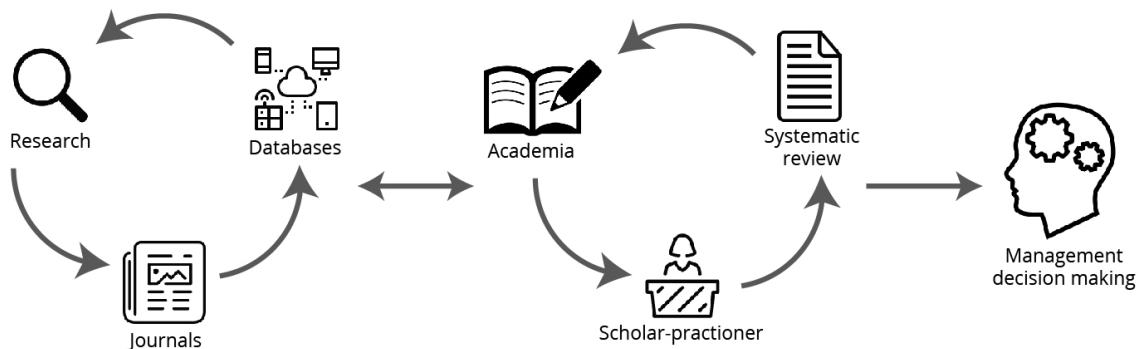 Research
Databases
Journals
Academia
Systematic
review
Scholar-practioner
Management
decision making